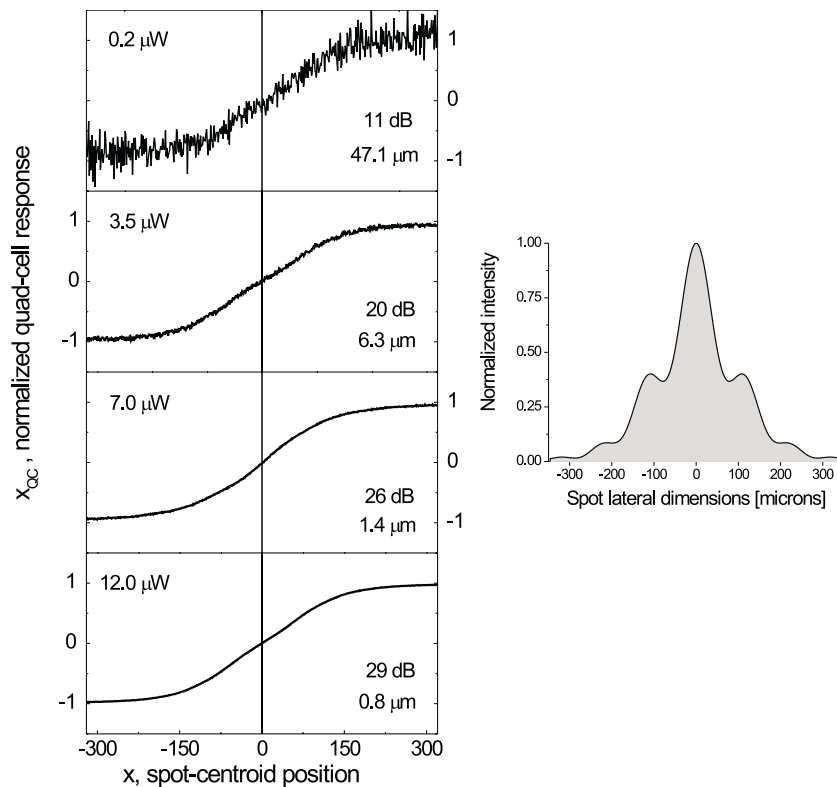 x_QC , normalized quad-cell response
0.2 μW
1
0
-1
11 dB
47.1 μm
3.5 μW
1
0
-1
20 dB
6.3 μm
7.0 μW
1
0
-1
26 dB
1.4 μm
12.0 μW
1
0
-1
29 dB
0.8 μm
-300 -150 0 150 300
x, spot-centroid position
Normalized intensity
1.00
0.75
0.50
0.25
0.00
-300 -200 -100 0 100 200 300
Spot lateral dimensions [microns]